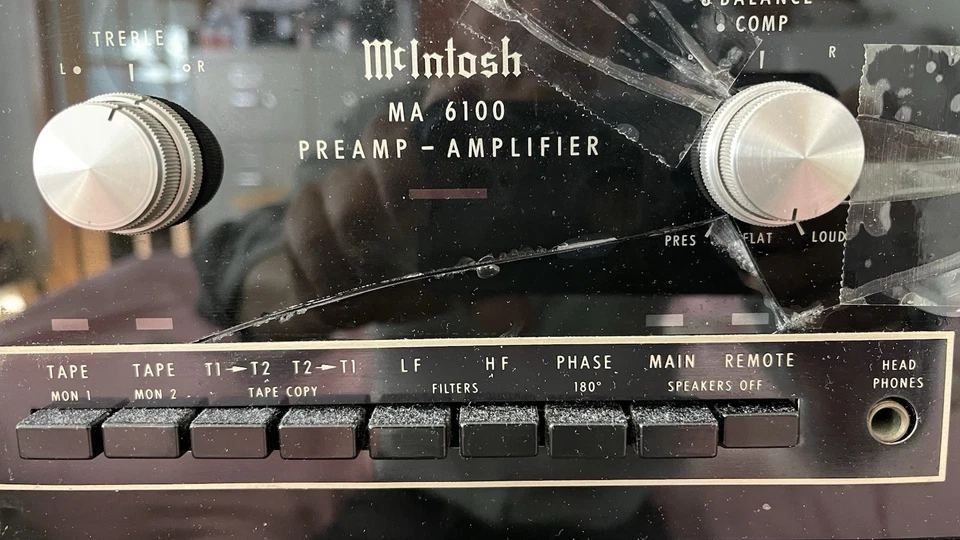 BALANCE
COMP
TREBLE
L R
R
McIntosh
MA 6100
PREAMP - AMPLIFIER
PRES FLAT LOUD
TAPE
MON 1
TAPE
MON 2
T1→T2 T2→T1
TAPE COPY
LF HF
FILTERS
PHASE
180°
MAIN REMOTE
SPEAKERS OFF
HEAD
PHONES